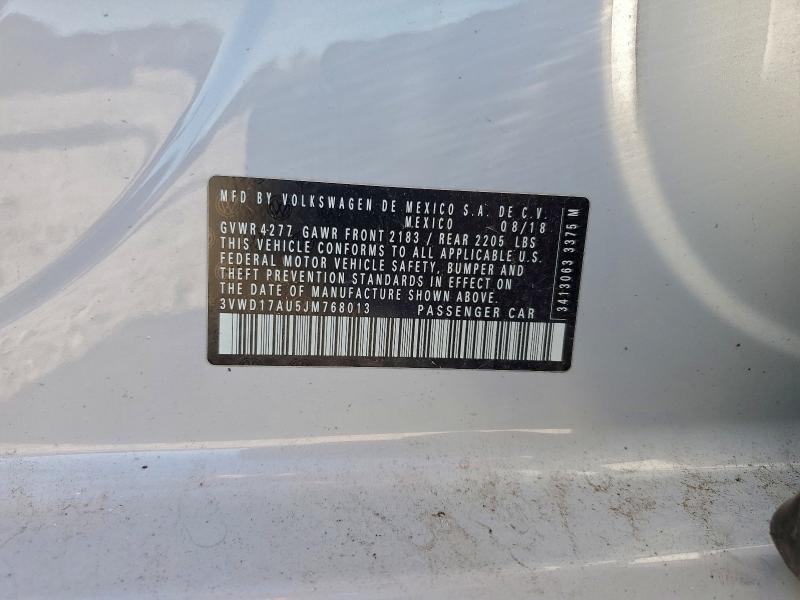 MFD BY VOLKSWAGEN DE MEXICO S.A. DE C.V.
MEXICO 08/18
GVWR 4277 GAWR FRONT 2183 / REAR 2205 LBS
THIS VEHICLE CONFORMS TO ALL APPLICABLE U.S.
FEDERAL MOTOR VEHICLE SAFETY, BUMPER AND
THEFT PREVENTION STANDARDS IN EFFECT ON
THE DATE OF MANUFACTURE SHOWN ABOVE.
3VWD17AU5JM768013 PASSENGER CAR
3413063 3375 M